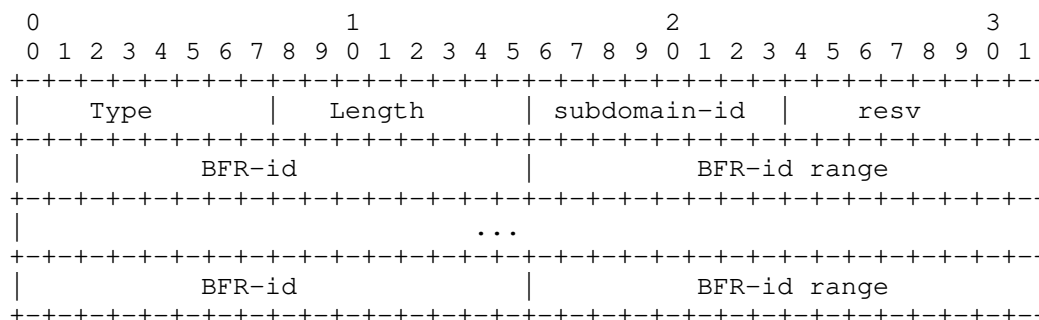 0                   1                   2                   3
0 1 2 3 4 5 6 7 8 9 0 1 2 3 4 5 6 7 8 9 0 1 2 3 4 5 6 7 8 9 0 1
+-+-+-+-+-+-+-+-+-+-+-+-+-+-+-+-+-+-+-+-+-+-+-+-+-+-+-+-+-+-+-+--
|    Type       |   Length      | subdomain-id  |    resv
+-+-+-+-+-+-+-+-+-+-+-+-+-+-+-+-+-+-+-+-+-+-+-+-+-+-+-+-+-+-+-+--
|           BFR-id              |          BFR-id range
+-+-+-+-+-+-+-+-+-+-+-+-+-+-+-+-+-+-+-+-+-+-+-+-+-+-+-+-+-+-+-+--
|                            ...
+-+-+-+-+-+-+-+-+-+-+-+-+-+-+-+-+-+-+-+-+-+-+-+-+-+-+-+-+-+-+-+--
|           BFR-id              |          BFR-id range
+-+-+-+-+-+-+-+-+-+-+-+-+-+-+-+-+-+-+-+-+-+-+-+-+-+-+-+-+-+-+-+--